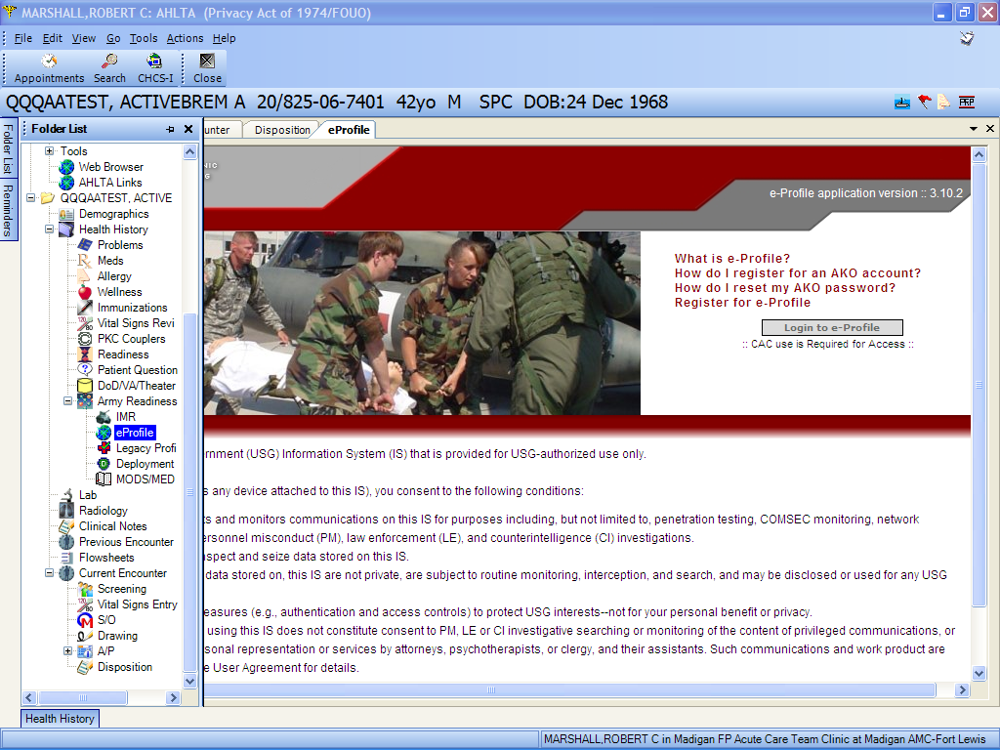 MARSHALL,ROBERT C: AHLTA (Privacy Act of 1974/FOUO)
File Edit View Go Tools Actions Help
Appointments Search CHCS-I Close
QQQAATEST, ACTIVEBREM A 20/825-06-7401 42yo M SPC DOB:24 Dec 1968
Folder List
Reminders
Folder List
unter Disposition eProfile
Tools
Web Browser
AHLTA Links
QQQAATEST, ACTIVE
Demographics
Health History
Problems
Meds
Allergy
Wellness
Immunizations
Vital Signs Revi
PKC Couplers
Readiness
Patient Question
DoD/VA/Theater
Army Readiness
IMR
eProfile
Legacy Profi
Deployment
MODS/MED
Lab
Radiology
Clinical Notes
Previous Encounter
Flowsheets
Current Encounter
Screening
Vital Signs Entry
S/O
Drawing
A/P
Disposition
NIC
G
e-Profile application version :: 3.10.2
What is e-Profile?
How do I register for an AKO account?
How do I reset my AKO password?
Register for e-Profile
Login to e-Profile
:: CAC use is Required for Access ::
rnment (USG) Information System (IS) that is provided for USG-authorized use only.
s any device attached to this IS), you consent to the following conditions:
ts and monitors communications on this IS for purposes including, but not limited to, penetration testing, COMSEC monitoring, network
ersonnel misconduct (PM), law enforcement (LE), and counterintelligence (CI) investigations.
nspect and seize data stored on this IS.
data stored on, this IS are not private, are subject to routine monitoring, interception, and search, and may be disclosed or used for any USG
easures (e.g., authentication and access controls) to protect USG interests--not for your personal benefit or privacy.
using this IS does not constitute consent to PM, LE or CI investigative searching or monitoring of the content of privileged communications, or
sonal representation or services by attorneys, psychotherapists, or clergy, and their assistants. Such communications and work product are
e User Agreement for details.
Health History
MARSHALL,ROBERT C in Madigan FP Acute Care Team Clinic at Madigan AMC-Fort Lewis